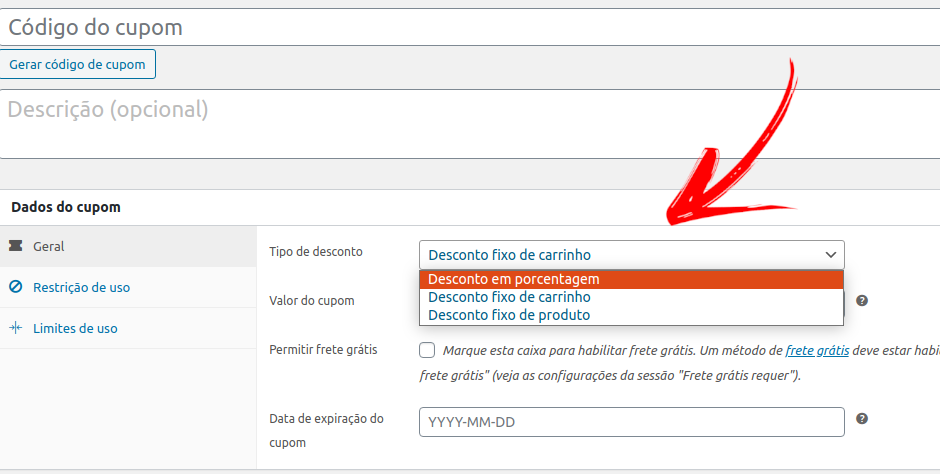 Código do cupom
Gerar código de cupom
Descrição (opcional)
Dados do cupom
Geral
Restrição de uso
Limites de uso
Tipo de desconto
Desconto fixo de carrinho
Desconto em porcentagem
Desconto fixo de carrinho
Desconto fixo de produto
Valor do cupom
?
Permitir frete grátis
Marque esta caixa para habilitar frete grátis. Um método de frete grátis deve estar habili
frete grátis" (veja as configurações da sessão "Frete grátis requer").
Data de expiração do
cupom
YYYY-MM-DD
?